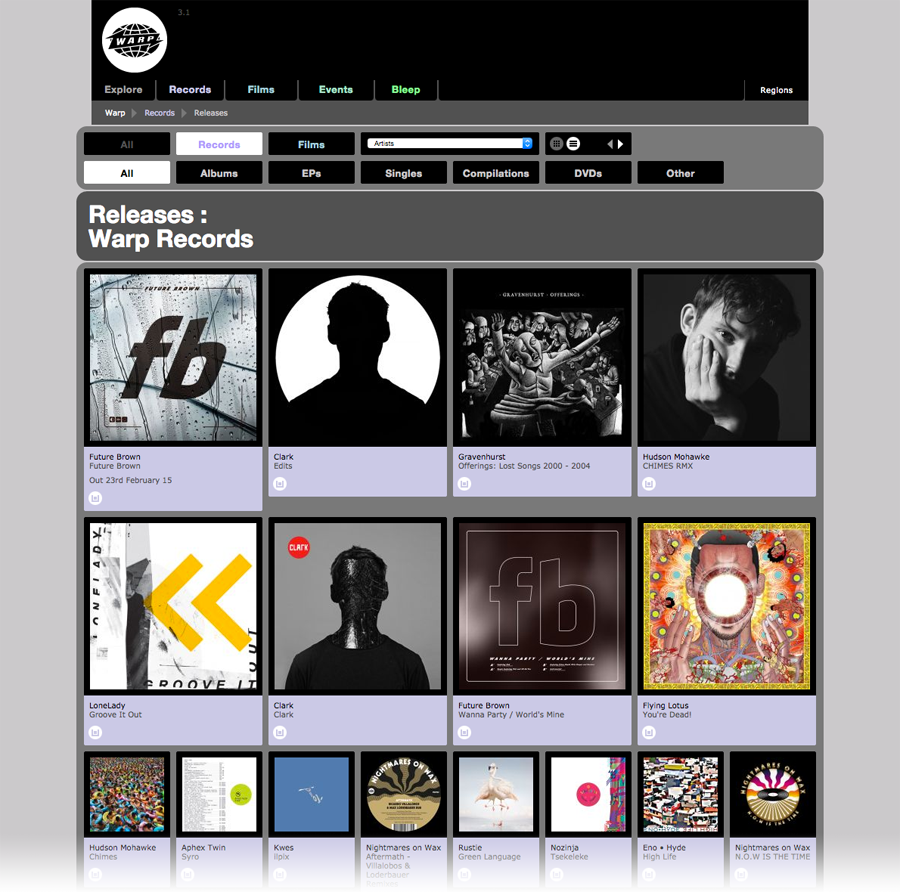 3.1
WARP
Explore Records Films Events Bleep Regions
Warp Records Releases
All Records Films Artists
All Albums EPs Singles Compilations DVDs Other
Releases :
Warp Records
FUTURE BROWN
fb
- GRAVENHURST - OFFERINGS -
Future Brown
Future Brown
Out 23rd February 15
Clark
Edits
Gravenhurst
Offerings: Lost Songs 2000 - 2004
Hudson Mohawke
CHIMES RMX
LONELADY
GROOVE IT OUT
CLARK
fb
WANNA PARTY / WORLD'S MINE
LoneLady
Groove It Out
Clark
Clark
Future Brown
Wanna Party / World's Mine
Flying Lotus
You're Dead!
NIGHTMARES ON WAX
NIGHTMARES ON WAX
N.O.W IS THE TIME
Hudson Mohawke
Chimes
Aphex Twin
Syro
Kwes
ilpix
Nightmares on Wax
Aftermath -
Villalobos &
Loderbauer
Remixes
Rustie
Green Language
Nozinja
Tsekeleke
Eno • Hyde
High Life
Nightmares on Wax
N.O.W IS THE TIME